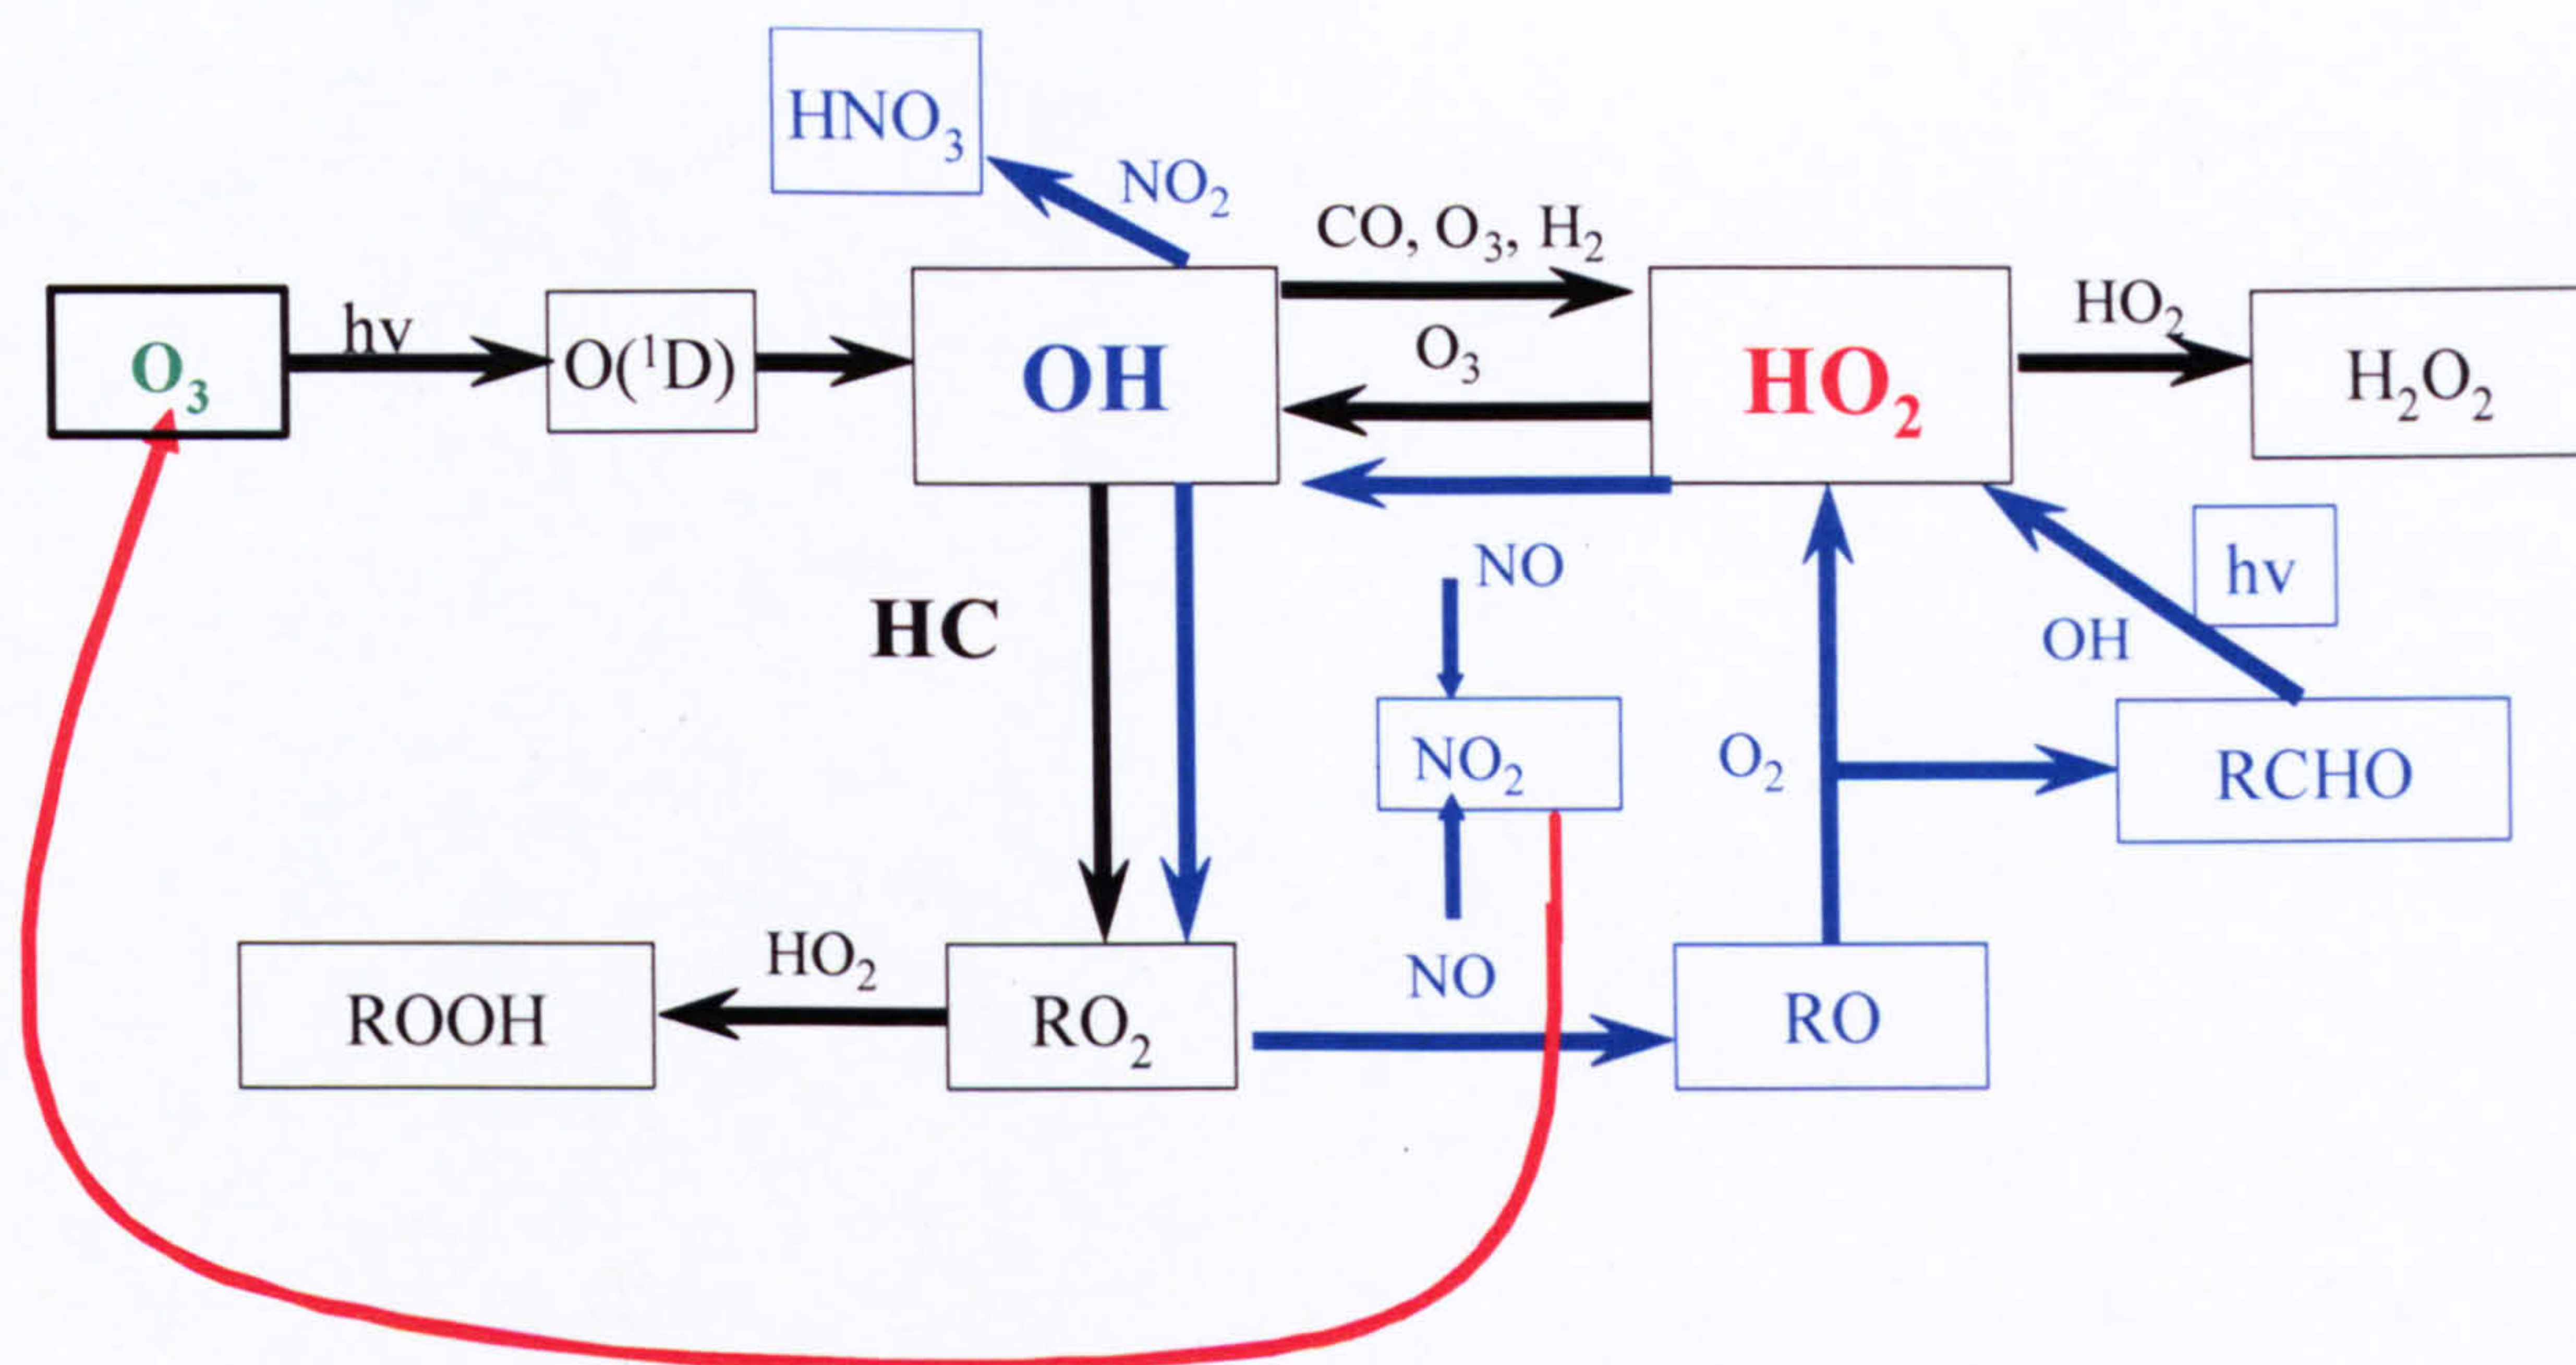 HNO₃
NO₂
CO, O₃, H₂
O₃
hν
O(¹D)
OH
O₃
HO₂
HO₂
H₂O₂
NO
hν
OH
HC
NO₂
O₂
RCHO
HO₂
NO
ROOH
RO₂
RO